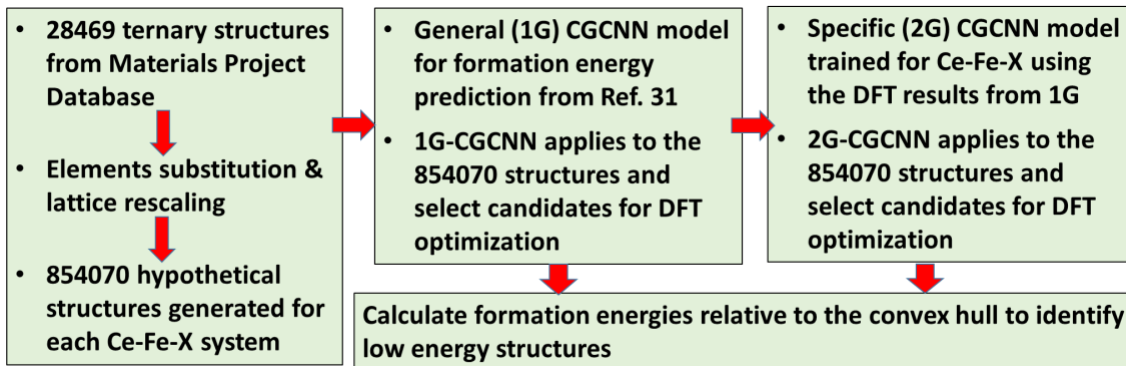 • 28469 ternary structures
from Materials Project
Database
• Elements substitution &
lattice rescaling
• 854070 hypothetical
structures generated for
each Ce-Fe-X system
• General (1G) CGCNN model
for formation energy
prediction from Ref. 31
• 1G-CGCNN applies to the
854070 structures and
select candidates for DFT
optimization
• Specific (2G) CGCNN model
trained for Ce-Fe-X using
the DFT results from 1G
• 2G-CGCNN applies to the
854070 structures and
select candidates for DFT
optimization
Calculate formation energies relative to the convex hull to identify
low energy structures